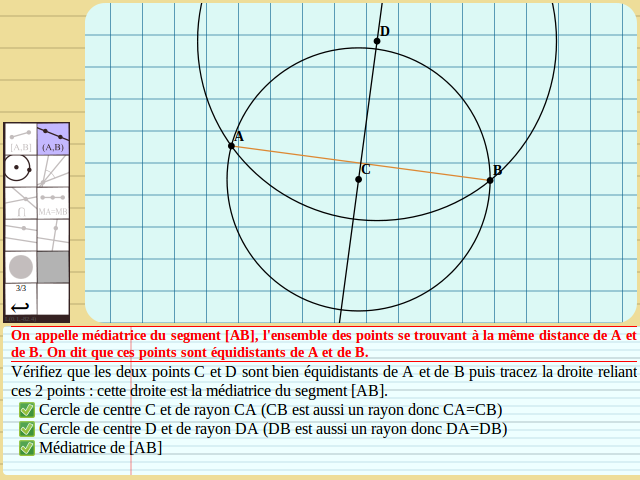 D
A
C
B
[A,B] (A,B)
∩ MA=MB
3/3
On appelle médiatrice du segment [AB], l'ensemble des points se trouvant à la même distance de A et
de B. On dit que ces points sont équidistants de A et de B.
Vérifiez que les deux points C et D sont bien équidistants de A et de B puis tracez la droite reliant
ces 2 points : cette droite est la médiatrice du segment [AB].
Cercle de centre C et de rayon CA (CB est aussi un rayon donc CA=CB)
Cercle de centre D et de rayon DA (DB est aussi un rayon donc DA=DB)
Médiatrice de [AB]